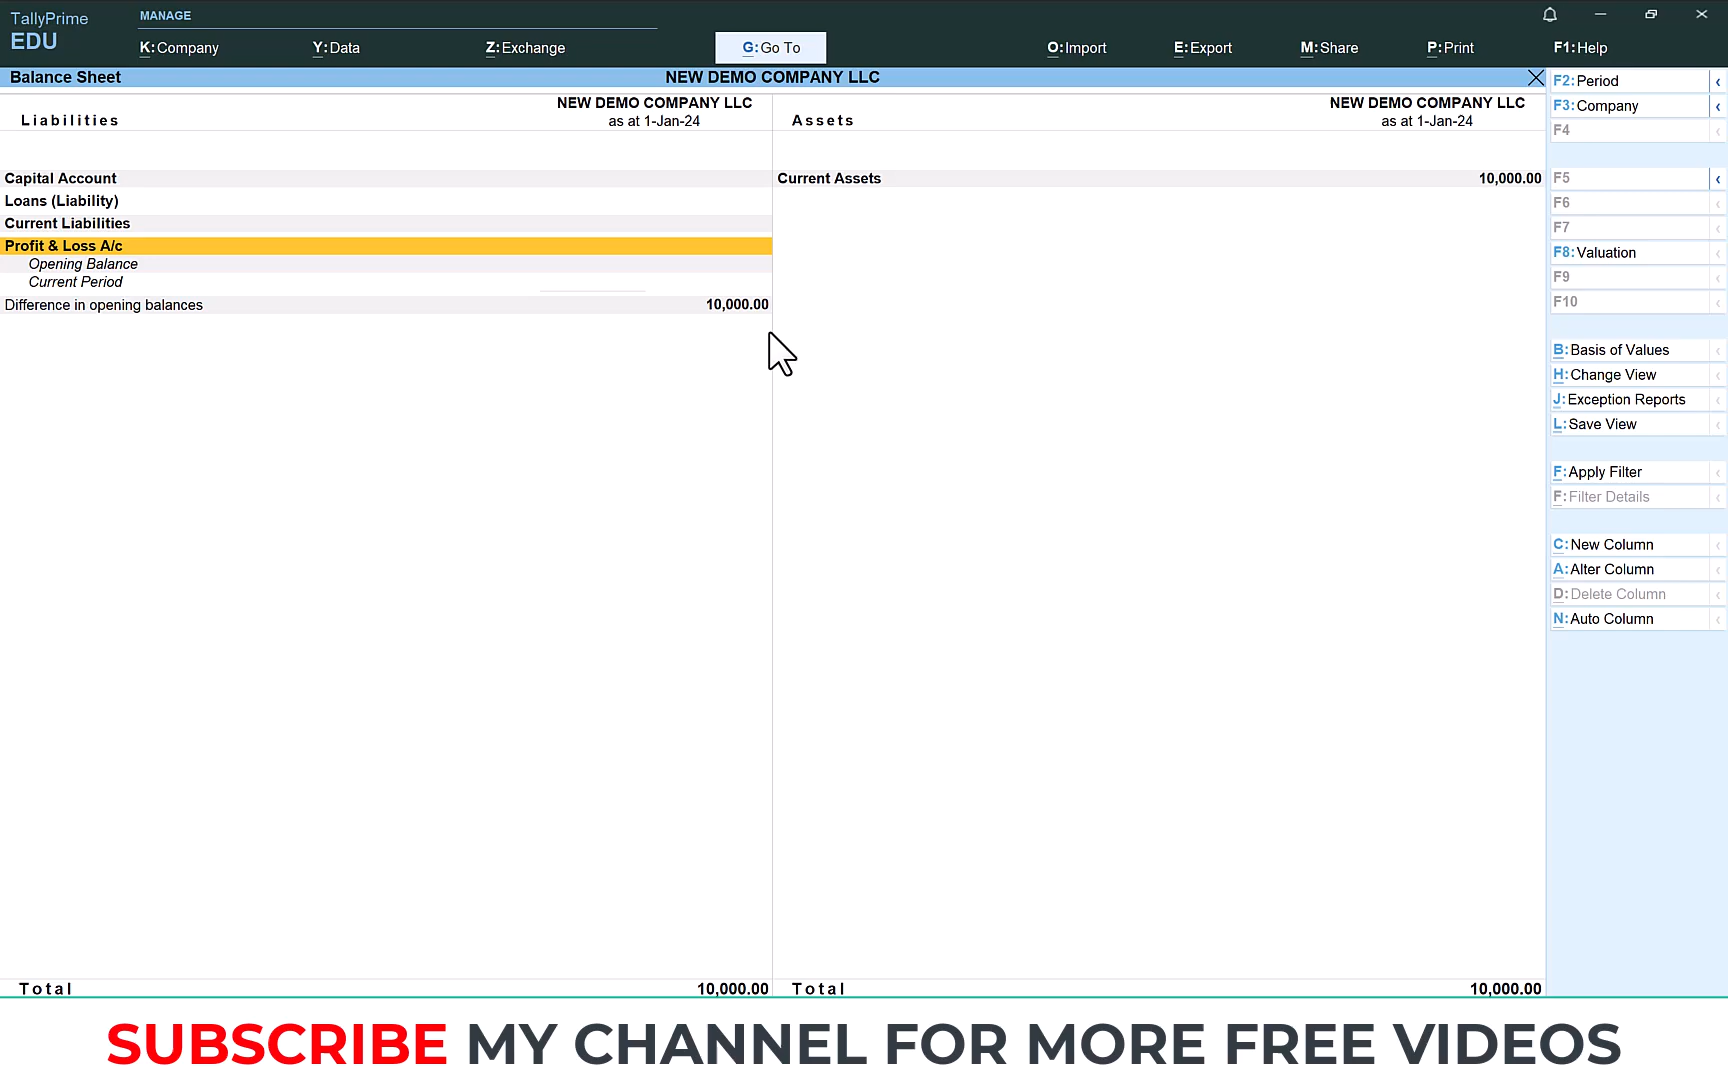 TallyPrime
EDU
MANAGE
K:Company Y:Data Z:Exchange G:Go To O:Import E:Export M:Share P:Print F1:Help
Balance Sheet NEW DEMO COMPANY LLC
Liabilities NEW DEMO COMPANY LLC as at 1-Jan-24
Assets NEW DEMO COMPANY LLC as at 1-Jan-24
Capital Account
Loans (Liability)
Current Liabilities
Profit & Loss A/c
Opening Balance
Current Period
Difference in opening balances 10,000.00
Current Assets 10,000.00
Total 10,000.00
Total 10,000.00
F2:Period
F3:Company
F4
F5
F6
F7
F8:Valuation
F9
F10
B:Basis of Values
H:Change View
J:Exception Reports
L:Save View
F:Apply Filter
F:Filter Details
C:New Column
A:Alter Column
D:Delete Column
N:Auto Column
SUBSCRIBE MY CHANNEL FOR MORE FREE VIDEOS